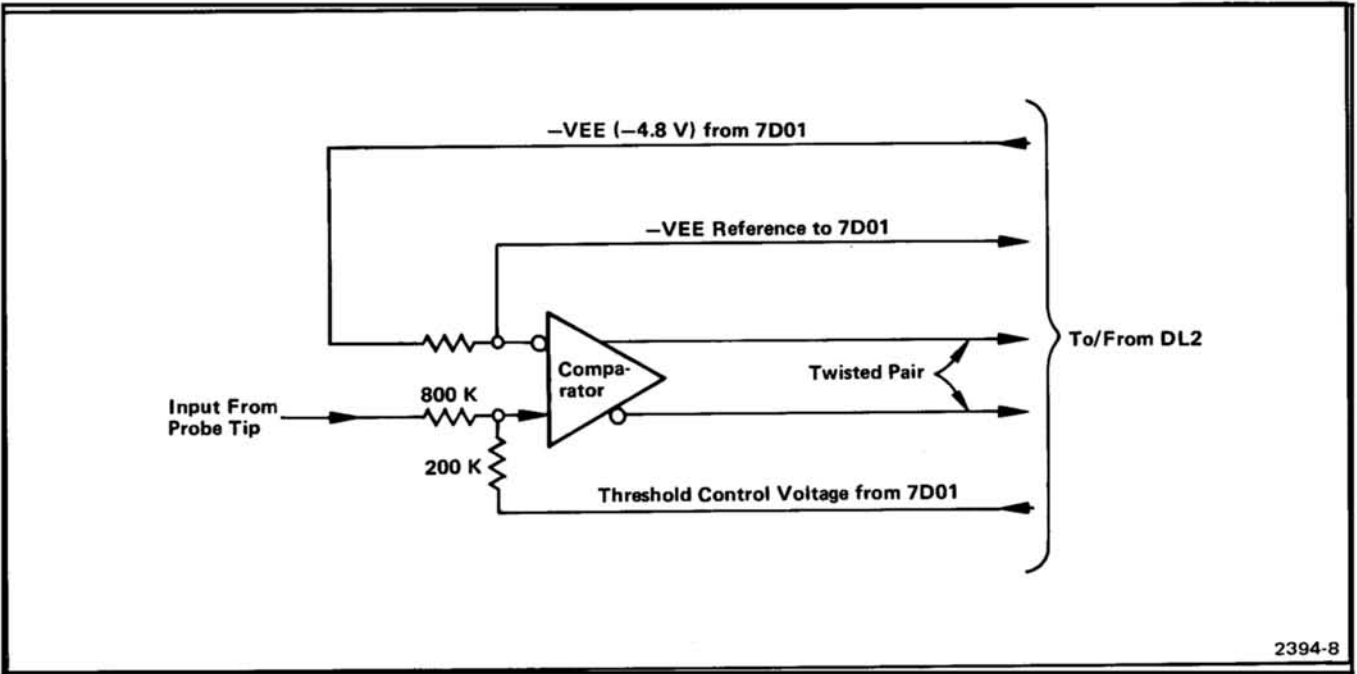 —VEE (—4.8 V) from 7D01
—VEE Reference to 7D01
To/From DL2
Compa-
rator
Twisted Pair
800 K
Input From
Probe Tip
200 K
Threshold Control Voltage from 7D01
2394-8